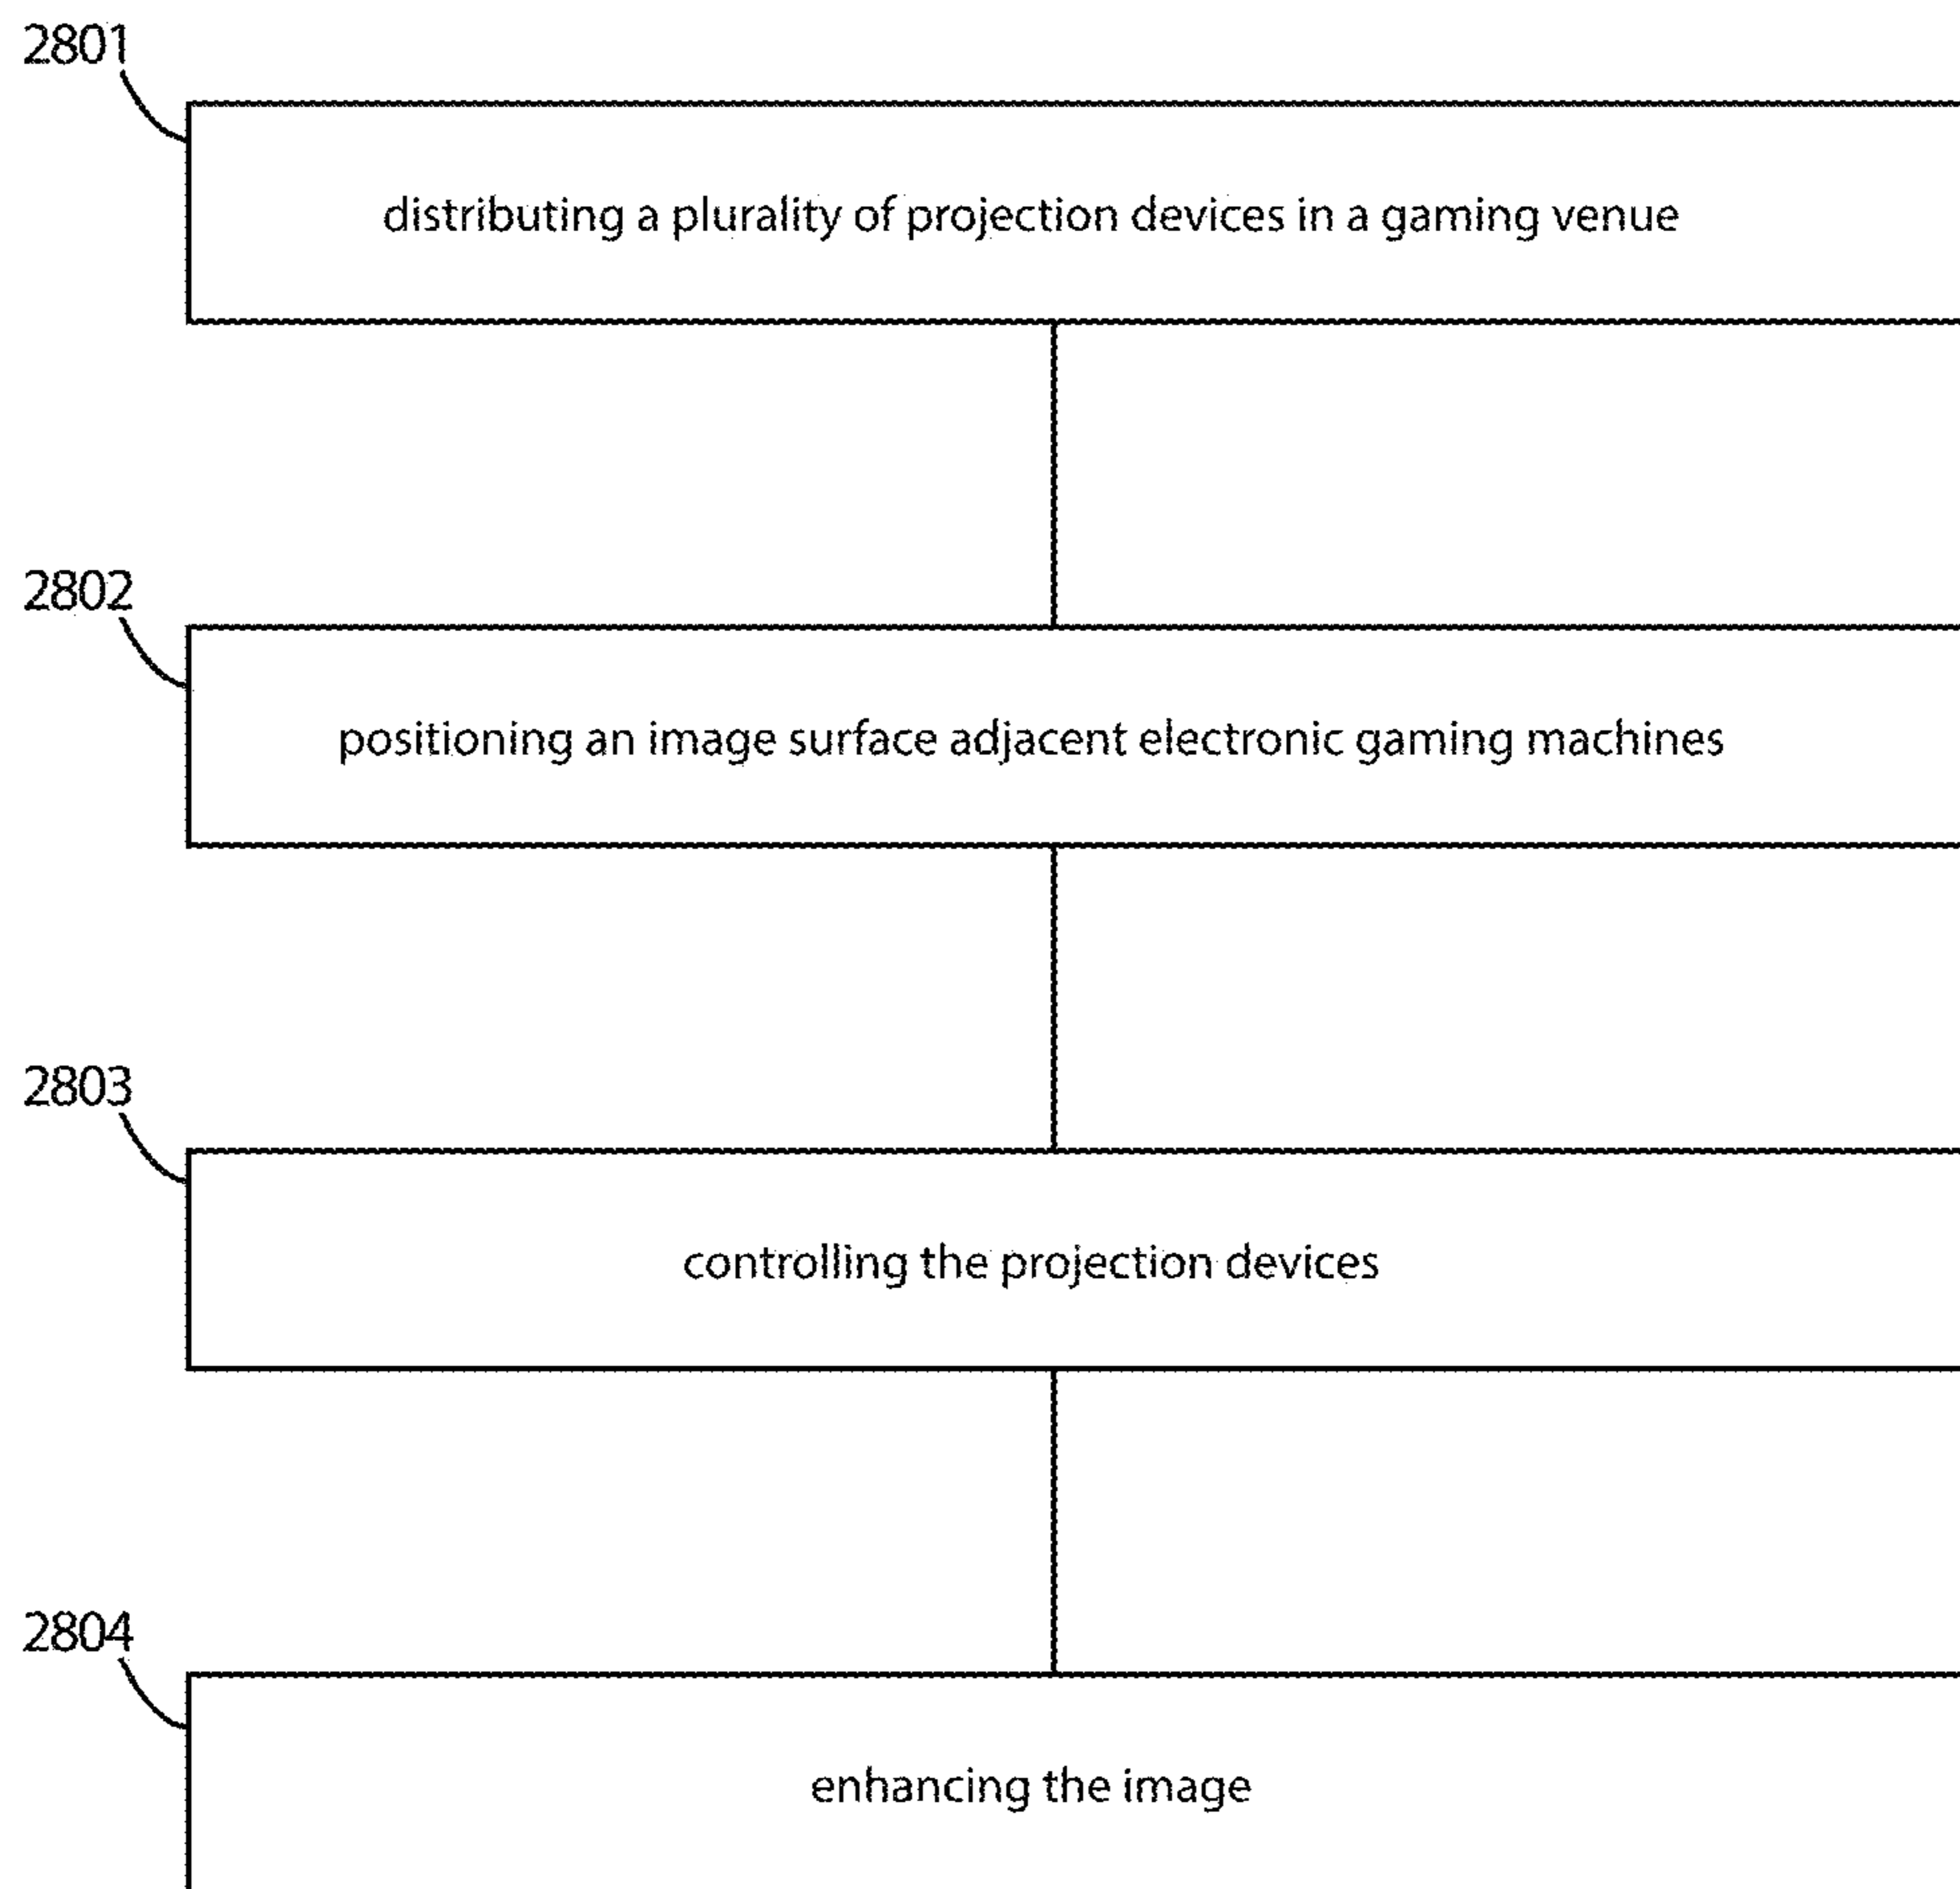 2801
distributing a plurality of projection devices in a gaming venue
2802
positioning an image surface adjacent electronic gaming machines
2803
controlling the projection devices
2804
enhancing the image